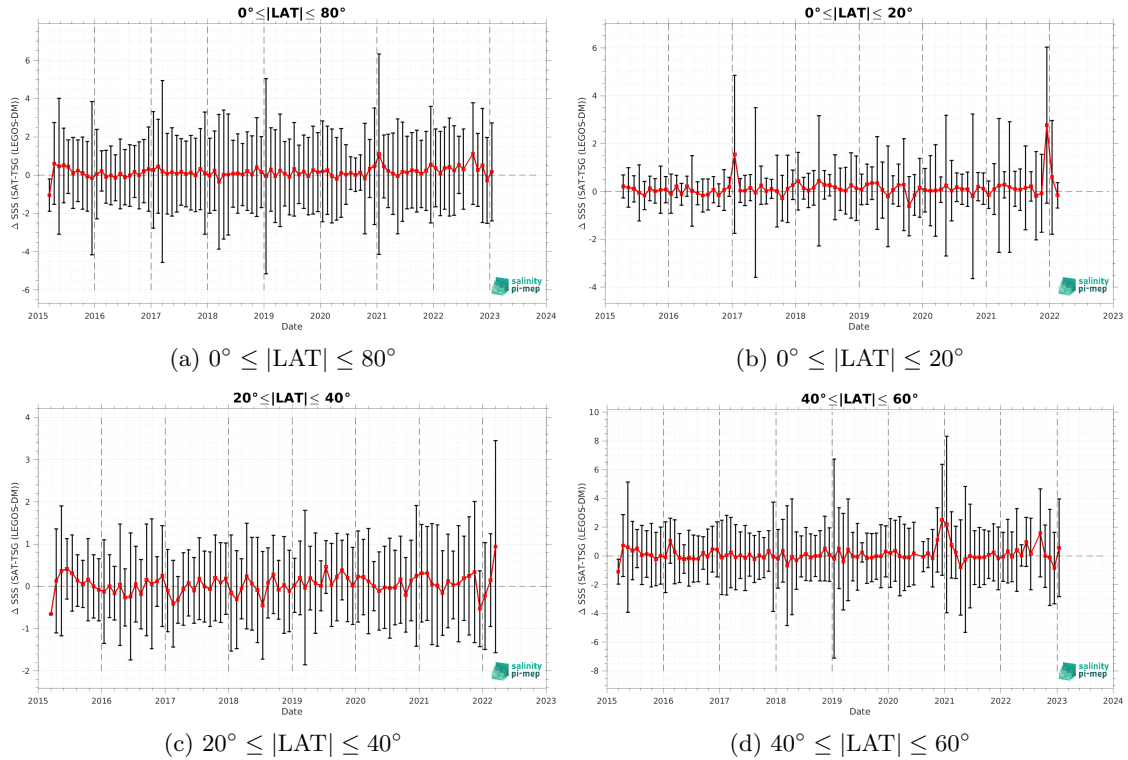 0°≤|LAT|≤ 80°
Δ SSS (SAT-TSG (LEGOS-DM))
6
4
2
0
-2
-4
-6
2015 2016 2017 2018 2019 2020 2021 2022 2023 2024
Date
salinity
pi-mep
(a) 0° ≤ |LAT| ≤ 80°
0°≤|LAT|≤ 20°
Δ SSS (SAT-TSG (LEGOS-DM))
6
4
2
0
-2
-4
2015 2016 2017 2018 2019 2020 2021 2022 2023
Date
salinity
pi-mep
(b) 0° ≤ |LAT| ≤ 20°
20°≤|LAT|≤ 40°
Δ SSS (SAT-TSG (LEGOS-DM))
4
3
2
1
0
-1
-2
2015 2016 2017 2018 2019 2020 2021 2022 2023
Date
salinity
pi-mep
(c) 20° ≤ |LAT| ≤ 40°
40°≤|LAT|≤ 60°
Δ SSS (SAT-TSG (LEGOS-DM))
10
8
6
4
2
0
-2
-4
-6
-8
2015 2016 2017 2018 2019 2020 2021 2022 2023 2024
Date
salinity
pi-mep
(d) 40° ≤ |LAT| ≤ 60°